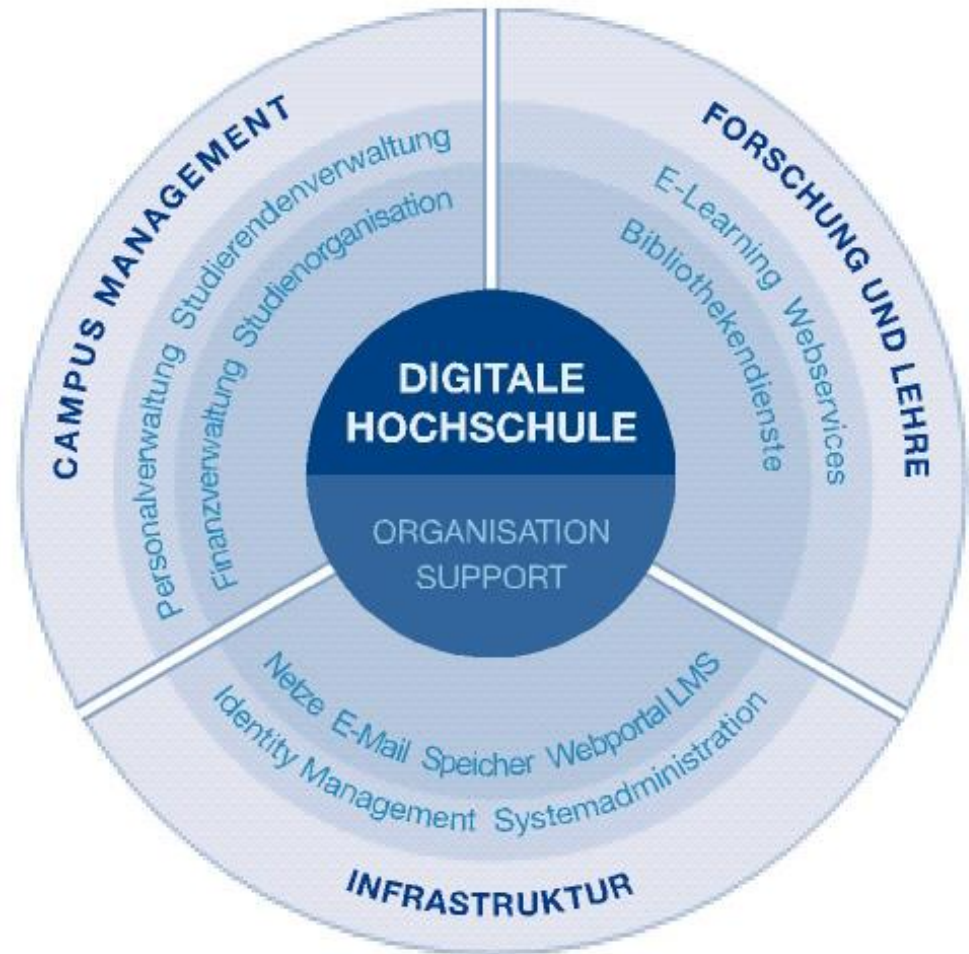 CAMPUS MANAGEMENT
Personalverwaltung Studierendenverwaltung
Finanzverwaltung Studienorganisation
FORSCHUNG UND LEHRE
E-Learning Webservices
Bibliothekendienste
DIGITALE
HOCHSCHULE
ORGANISATION
SUPPORT
Netze E-Mail Speicher Webportal LMS
Identity Management Systemadministration
INFRASTRUKTUR